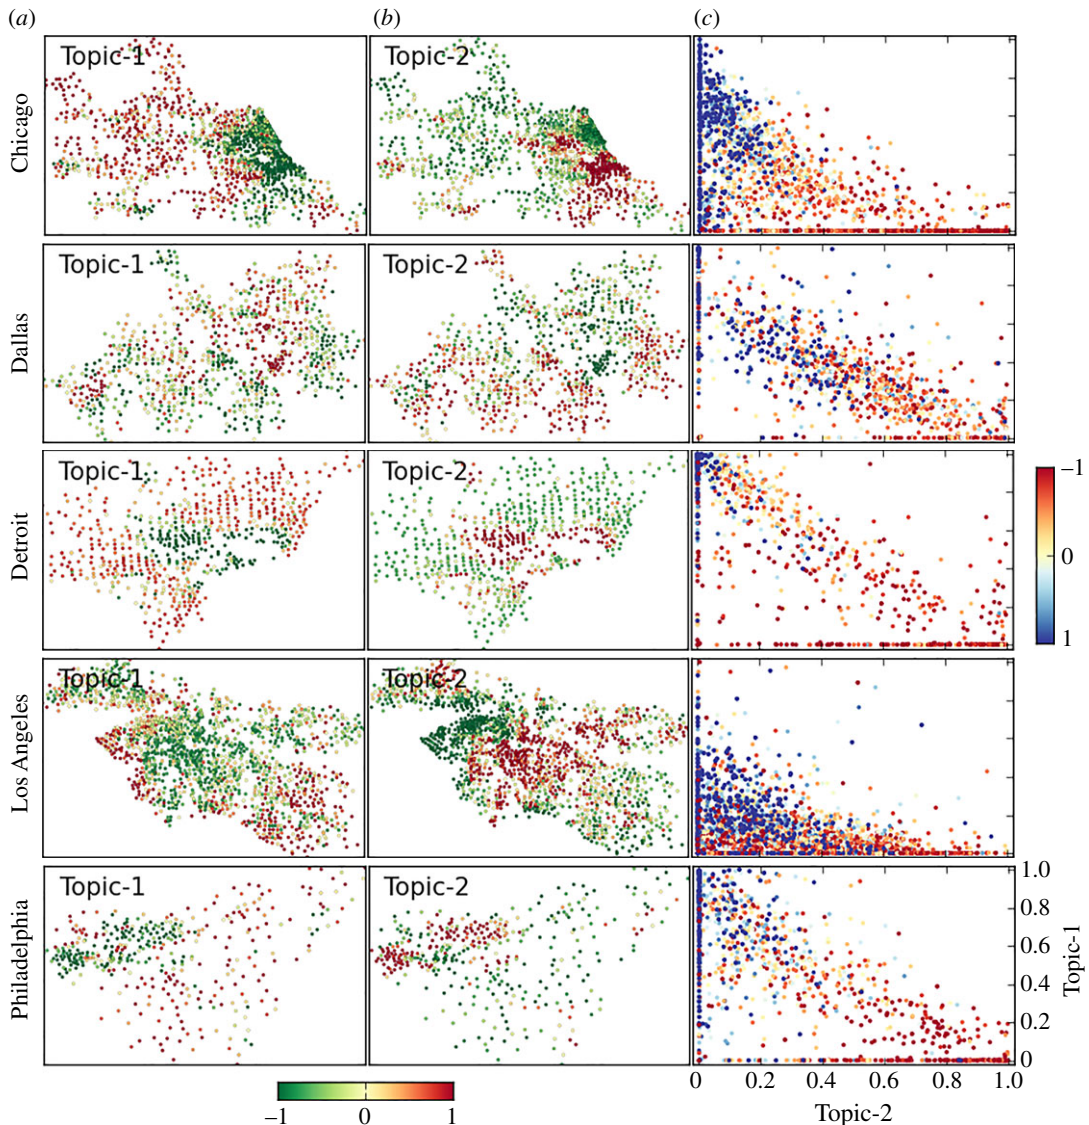 (a) (b) (c)
Chicago
Topic-1 Topic-2
Dallas
Topic-1 Topic-2
Detroit
Topic-1 Topic-2
–1
0
1
Los Angeles
Topic-1 Topic-2
Philadelphia
Topic-1 Topic-2
1.0
0.8
0.6
0.4
0.2
0
Topic-1
0 0.2 0.4 0.6 0.8 1.0
Topic-2
–1 0 1